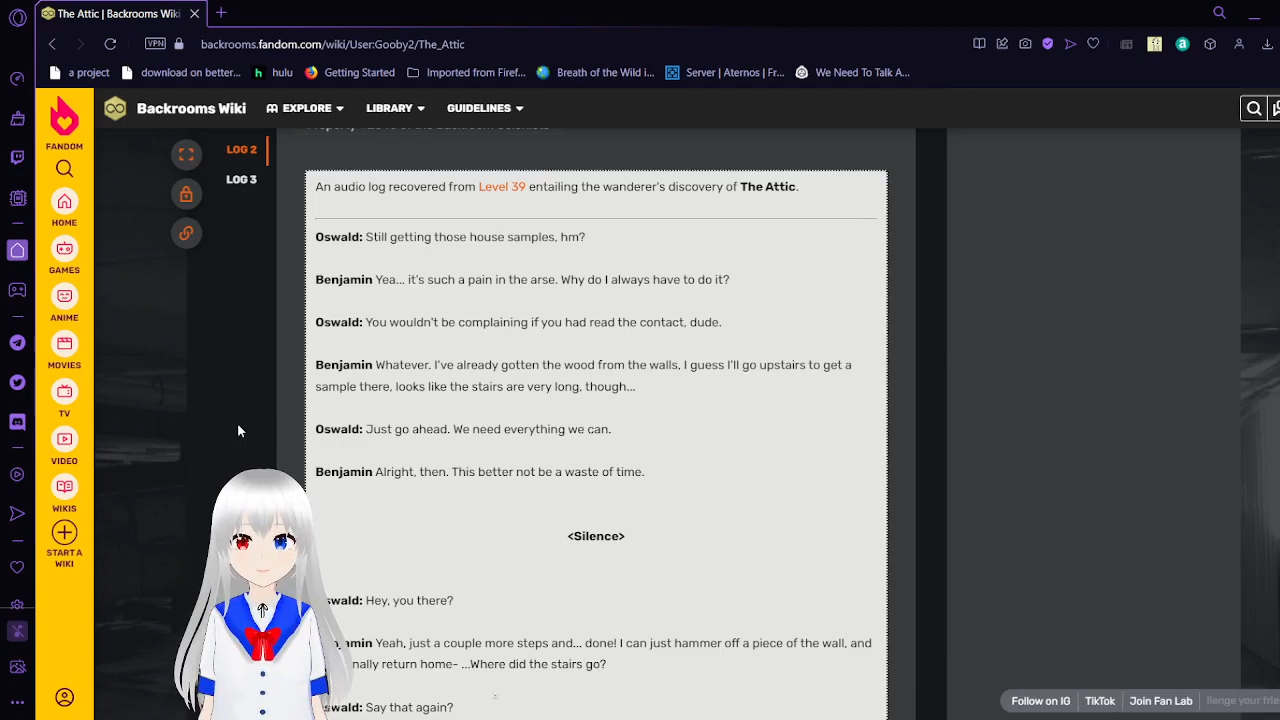 The Attic | Backrooms Wiki
VPN
backrooms.fandom.com/wiki/User:Gooby2/The_Attic
a project
download on better...
hulu
Getting Started
Imported from Firef...
Breath of the Wild i...
Server | Aternos | Fr...
We Need To Talk A...
Backrooms Wiki
EXPLORE
LIBRARY
GUIDELINES
FANDOM
HOME
GAMES
ANIME
MOVIES
TV
VIDEO
WIKIS
START A
WIKI
LOG 2
LOG 3
An audio log recovered from Level 39 entailing the wanderer's discovery of The Attic.
Oswald: Still getting those house samples, hm?
Benjamin Yea... it's such a pain in the arse. Why do I always have to do it?
Oswald: You wouldn't be complaining if you had read the contact, dude.
Benjamin Whatever. I've already gotten the wood from the walls, I guess I'll go upstairs to get a
sample there, looks like the stairs are very long, though...
Oswald: Just go ahead. We need everything we can.
Benjamin Alright, then. This better not be a waste of time.
<Silence>
swald: Hey, you there?
njamin Yeah, just a couple more steps and... done! I can just hammer off a piece of the wall, and
nally return home- ...Where did the stairs go?
swald: Say that again?
Follow on IG
TikTok
Join Fan Lab